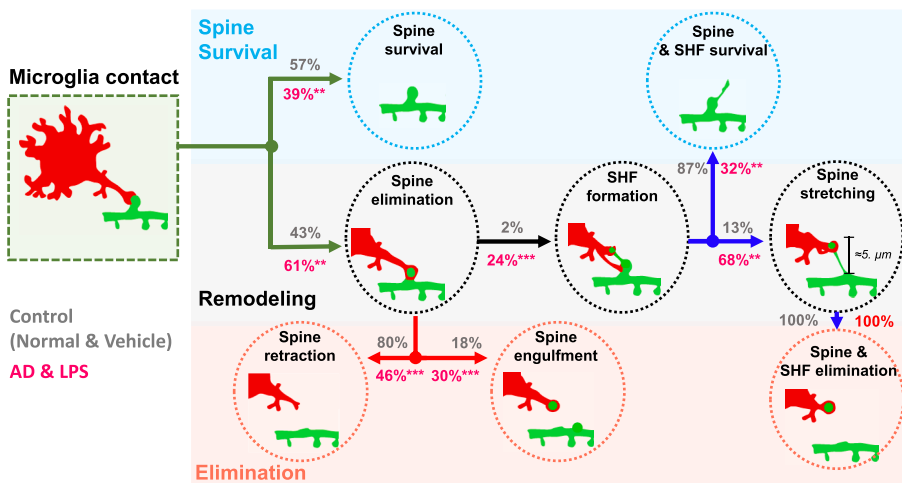 Spine
Survival
Microglia contact
57%
39%**
Spine
survival
Spine
& SHF survival
43%
61%**
Spine
elimination
2%
24%***
SHF
formation
87%
32%**
13%
68%**
Spine
stretching
≈5. μm
Remodeling
Control
(Normal & Vehicle)
AD & LPS
100%
100%
Spine
retraction
80%
18%
46%***
30%***
Spine
engulfment
Spine &
SHF elimination
Elimination